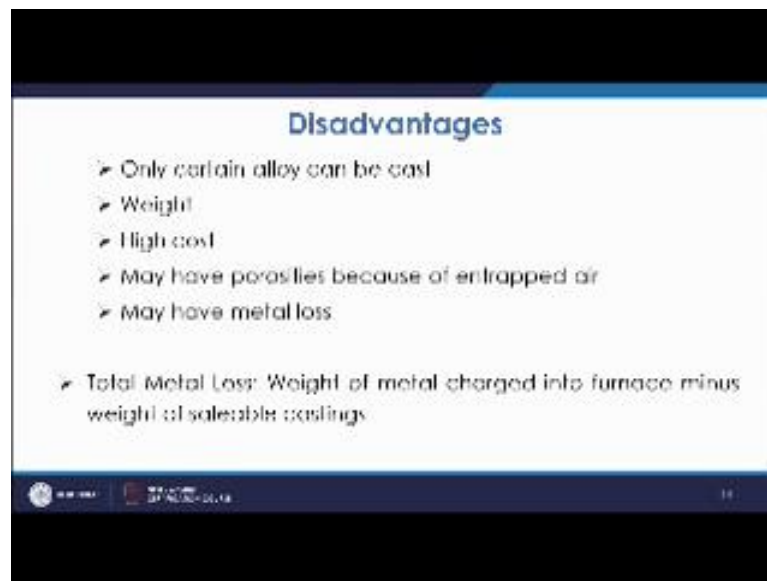 Disadvantages
➢ Only certain alloy can be cast
➢ Weight
➢ High cost
➢ May have porosities because of entrapped air
➢ May have metal loss
➢ Total Metal Loss: Weight of metal charged into furnace minus
weight of saleable castings